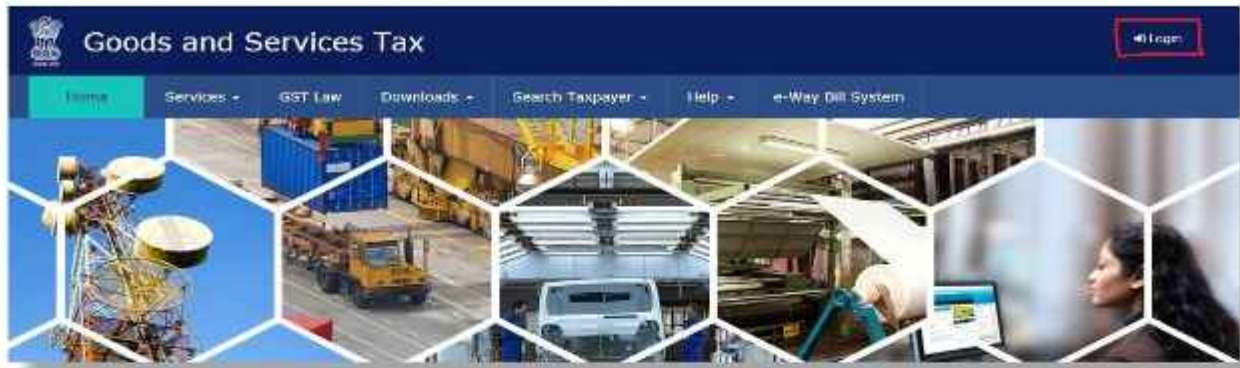 Goods and Services Tax
Login
Home
Services
GST Law
Downloads
Search Taxpayer
Help
e-Way Bill System